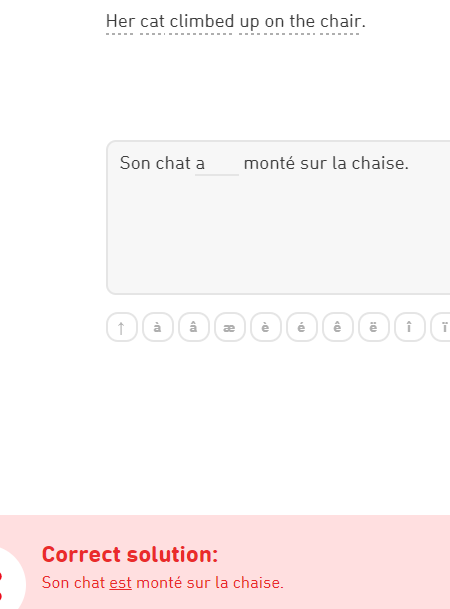 Her cat climbed up on the chair.
Son chat a monté sur la chaise.
↑ à â æ è é ê ë î ï
Correct solution:
Son chat est monté sur la chaise.